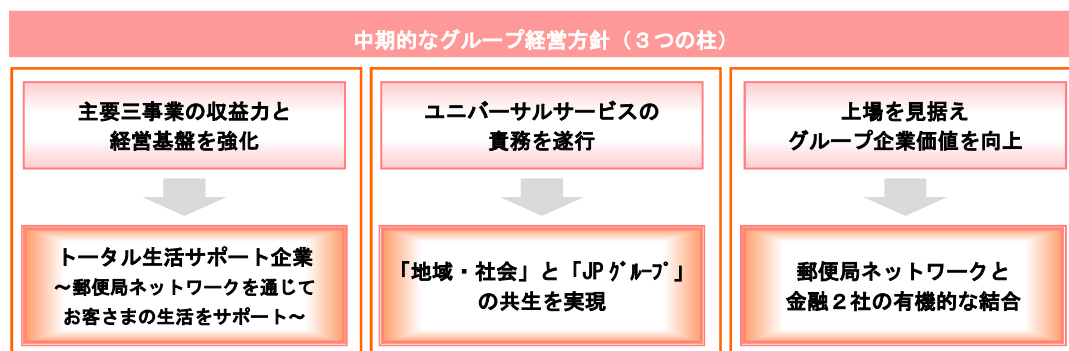 中期的なグループ経営方針（３つの柱）
主要三事業の収益力と
経営基盤を強化
トータル生活サポート企業
～郵便局ネットワークを通じて
お客さまの生活をサポート～
ユニバーサルサービスの
責務を遂行
「地域・社会」と「JPｸﾞﾙｰﾌﾟ」
の共生を実現
上場を見据え
グループ企業価値を向上
郵便局ネットワークと
金融２社の有機的な結合